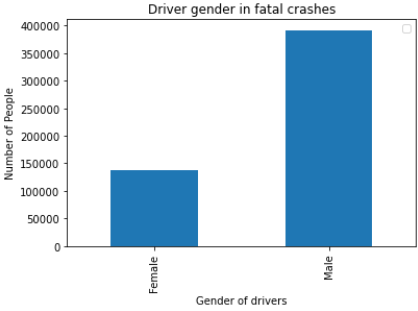 Driver gender in fatal crashes
400000
350000
300000
250000
200000
150000
100000
50000
0
Number of People
Female
Male
Gender of drivers